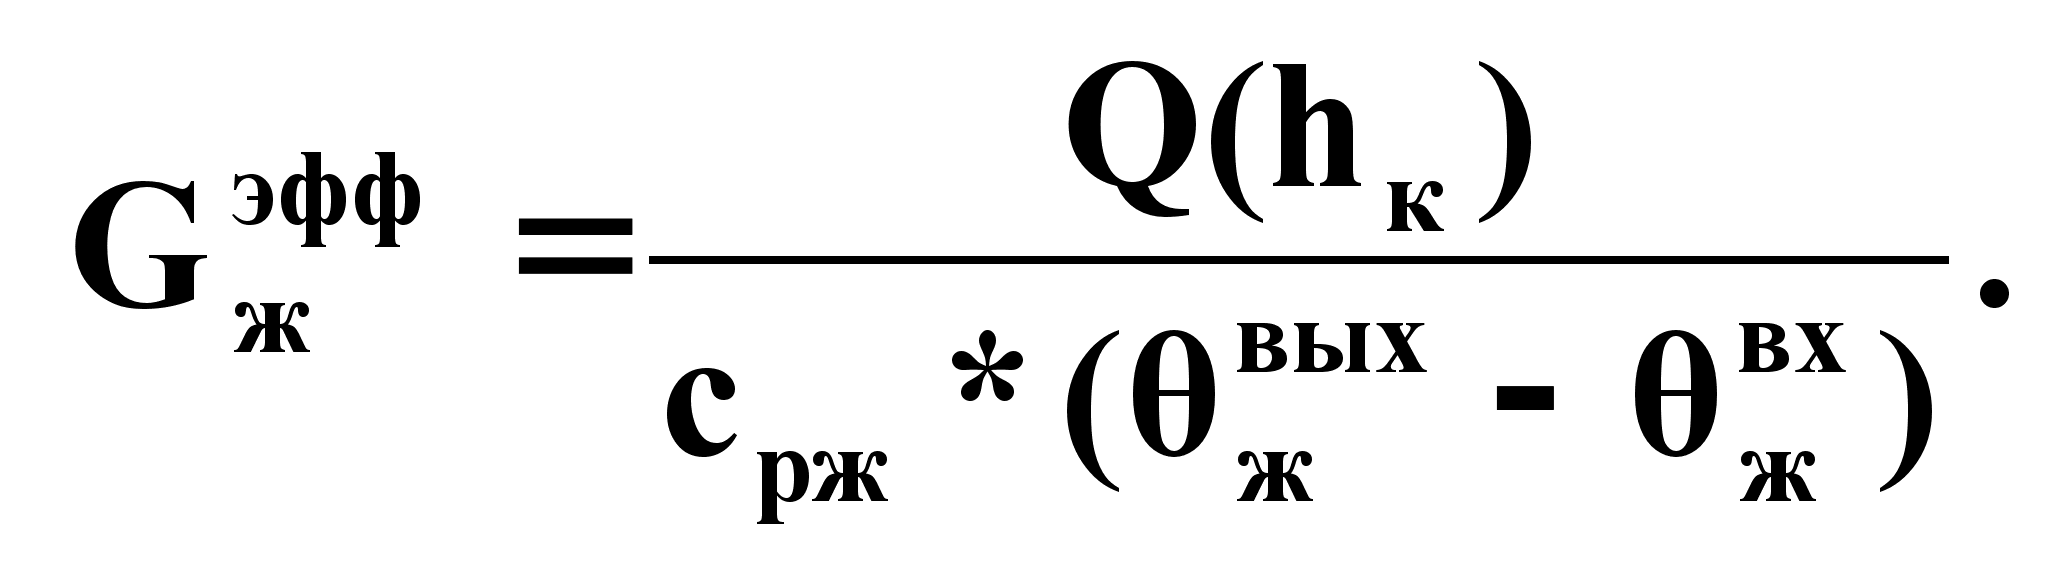 G_ж^эфф = Q(h_к) / c_рж * (θ_ж^вых - θ_ж^вх).